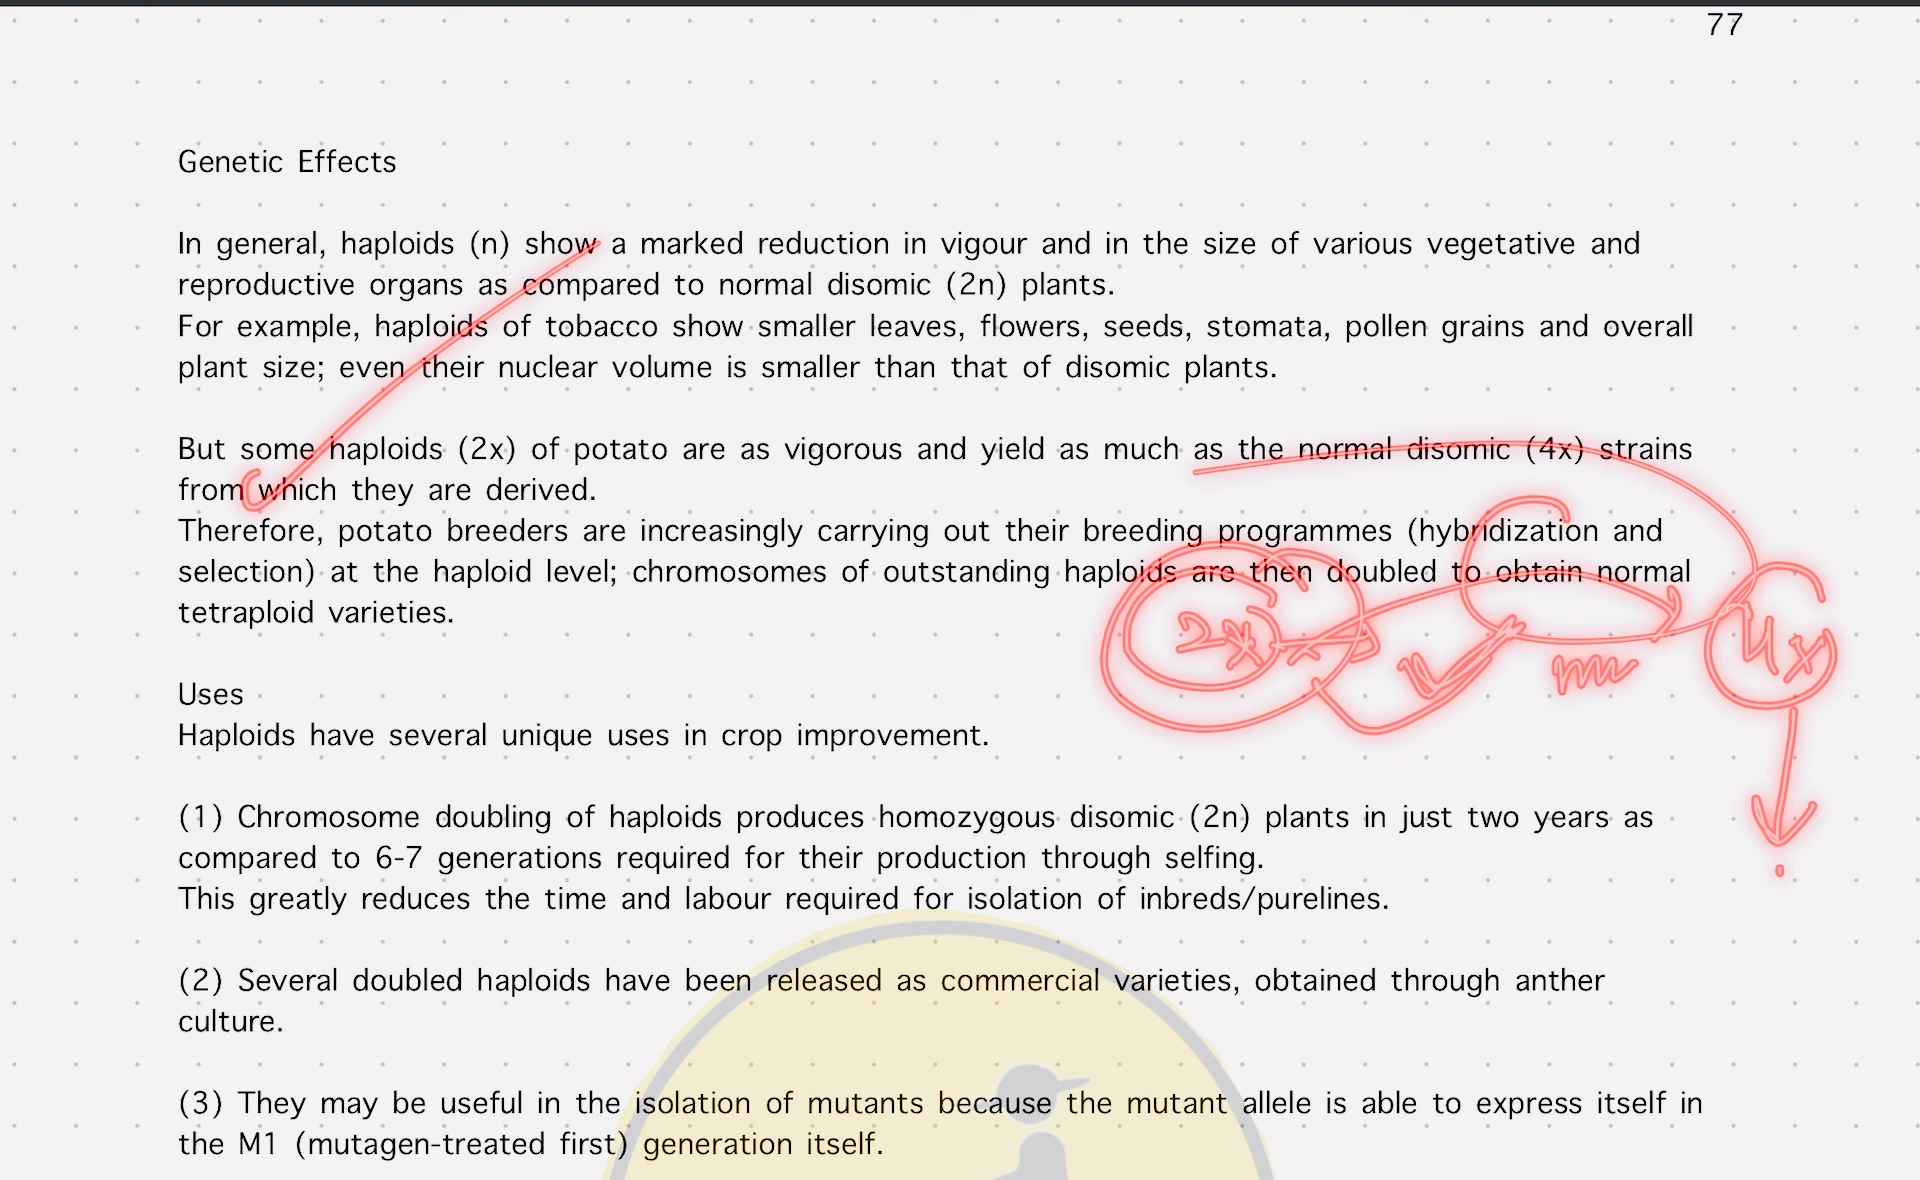 77
Genetic Effects
In general, haploids (n) show a marked reduction in vigour and in the size of various vegetative and
reproductive organs as compared to normal disomic (2n) plants.
For example, haploids of tobacco show smaller leaves, flowers, seeds, stomata, pollen grains and overall
plant size; even their nuclear volume is smaller than that of disomic plants.
But some haploids (2x) of potato are as vigorous and yield as much as the normal disomic (4x) strains
from which they are derived.
Therefore, potato breeders are increasingly carrying out their breeding programmes (hybridization and
selection) at the haploid level; chromosomes of outstanding haploids are then doubled to obtain normal
tetraploid varieties.
2x 4x
Uses
Haploids have several unique uses in crop improvement.
(1) Chromosome doubling of haploids produces homozygous disomic (2n) plants in just two years as
compared to 6-7 generations required for their production through selfing.
This greatly reduces the time and labour required for isolation of inbreds/purelines.
(2) Several doubled haploids have been released as commercial varieties, obtained through anther
culture.
(3) They may be useful in the isolation of mutants because the mutant allele is able to express itself in
the M1 (mutagen-treated first) generation itself.